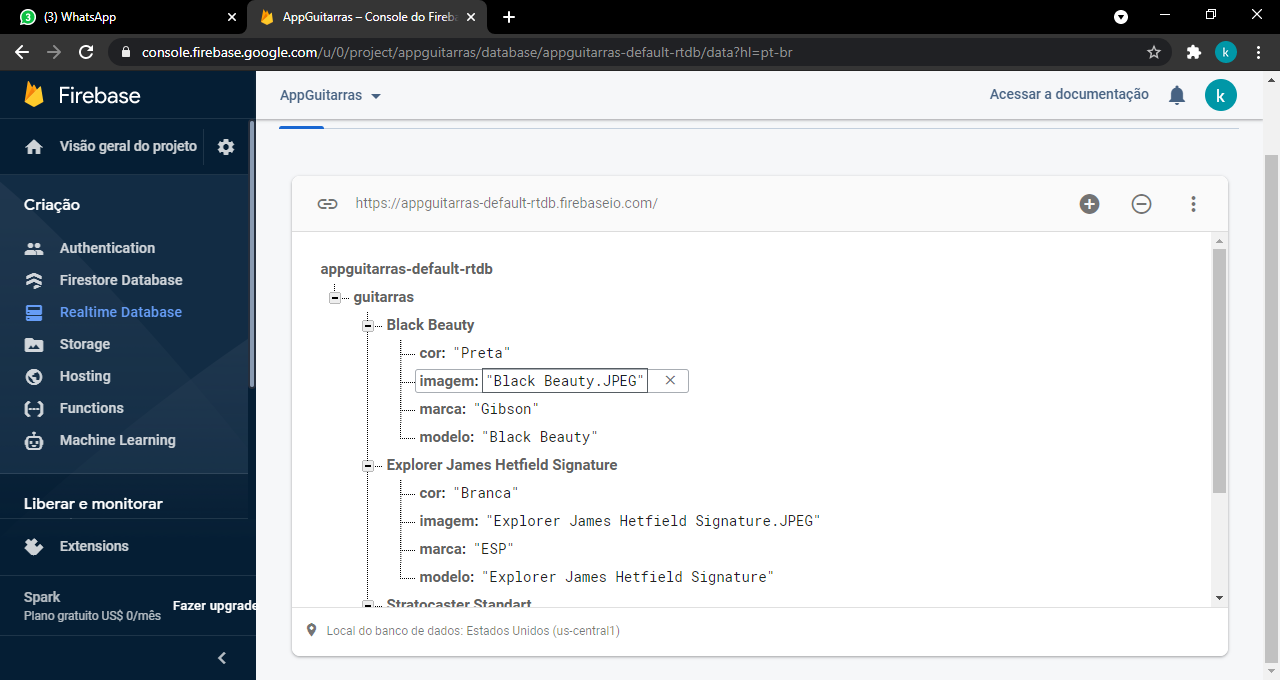 3 (3) WhatsApp
AppGuitarras – Console do Fireba
console.firebase.google.com/u/0/project/appguitarras/database/appguitarras-default-rtdb/data?hl=pt-br
k
Firebase
AppGuitarras
Acessar a documentação
k
Visão geral do projeto
Criação
Authentication
Firestore Database
Realtime Database
Storage
Hosting
Functions
Machine Learning
Liberar e monitorar
Extensions
Spark
Plano gratuito US$ 0/mês
Fazer upgrade
https://appguitarras-default-rtdb.firebaseio.com/
appguitarras-default-rtdb
guitarras
Black Beauty
cor: "Preta"
imagem: "Black Beauty.JPEG"
marca: "Gibson"
modelo: "Black Beauty"
Explorer James Hetfield Signature
cor: "Branca"
imagem: "Explorer James Hetfield Signature.JPEG"
marca: "ESP"
modelo: "Explorer James Hetfield Signature"
Stratocaster Standart
Local do banco de dados: Estados Unidos (us-central1)